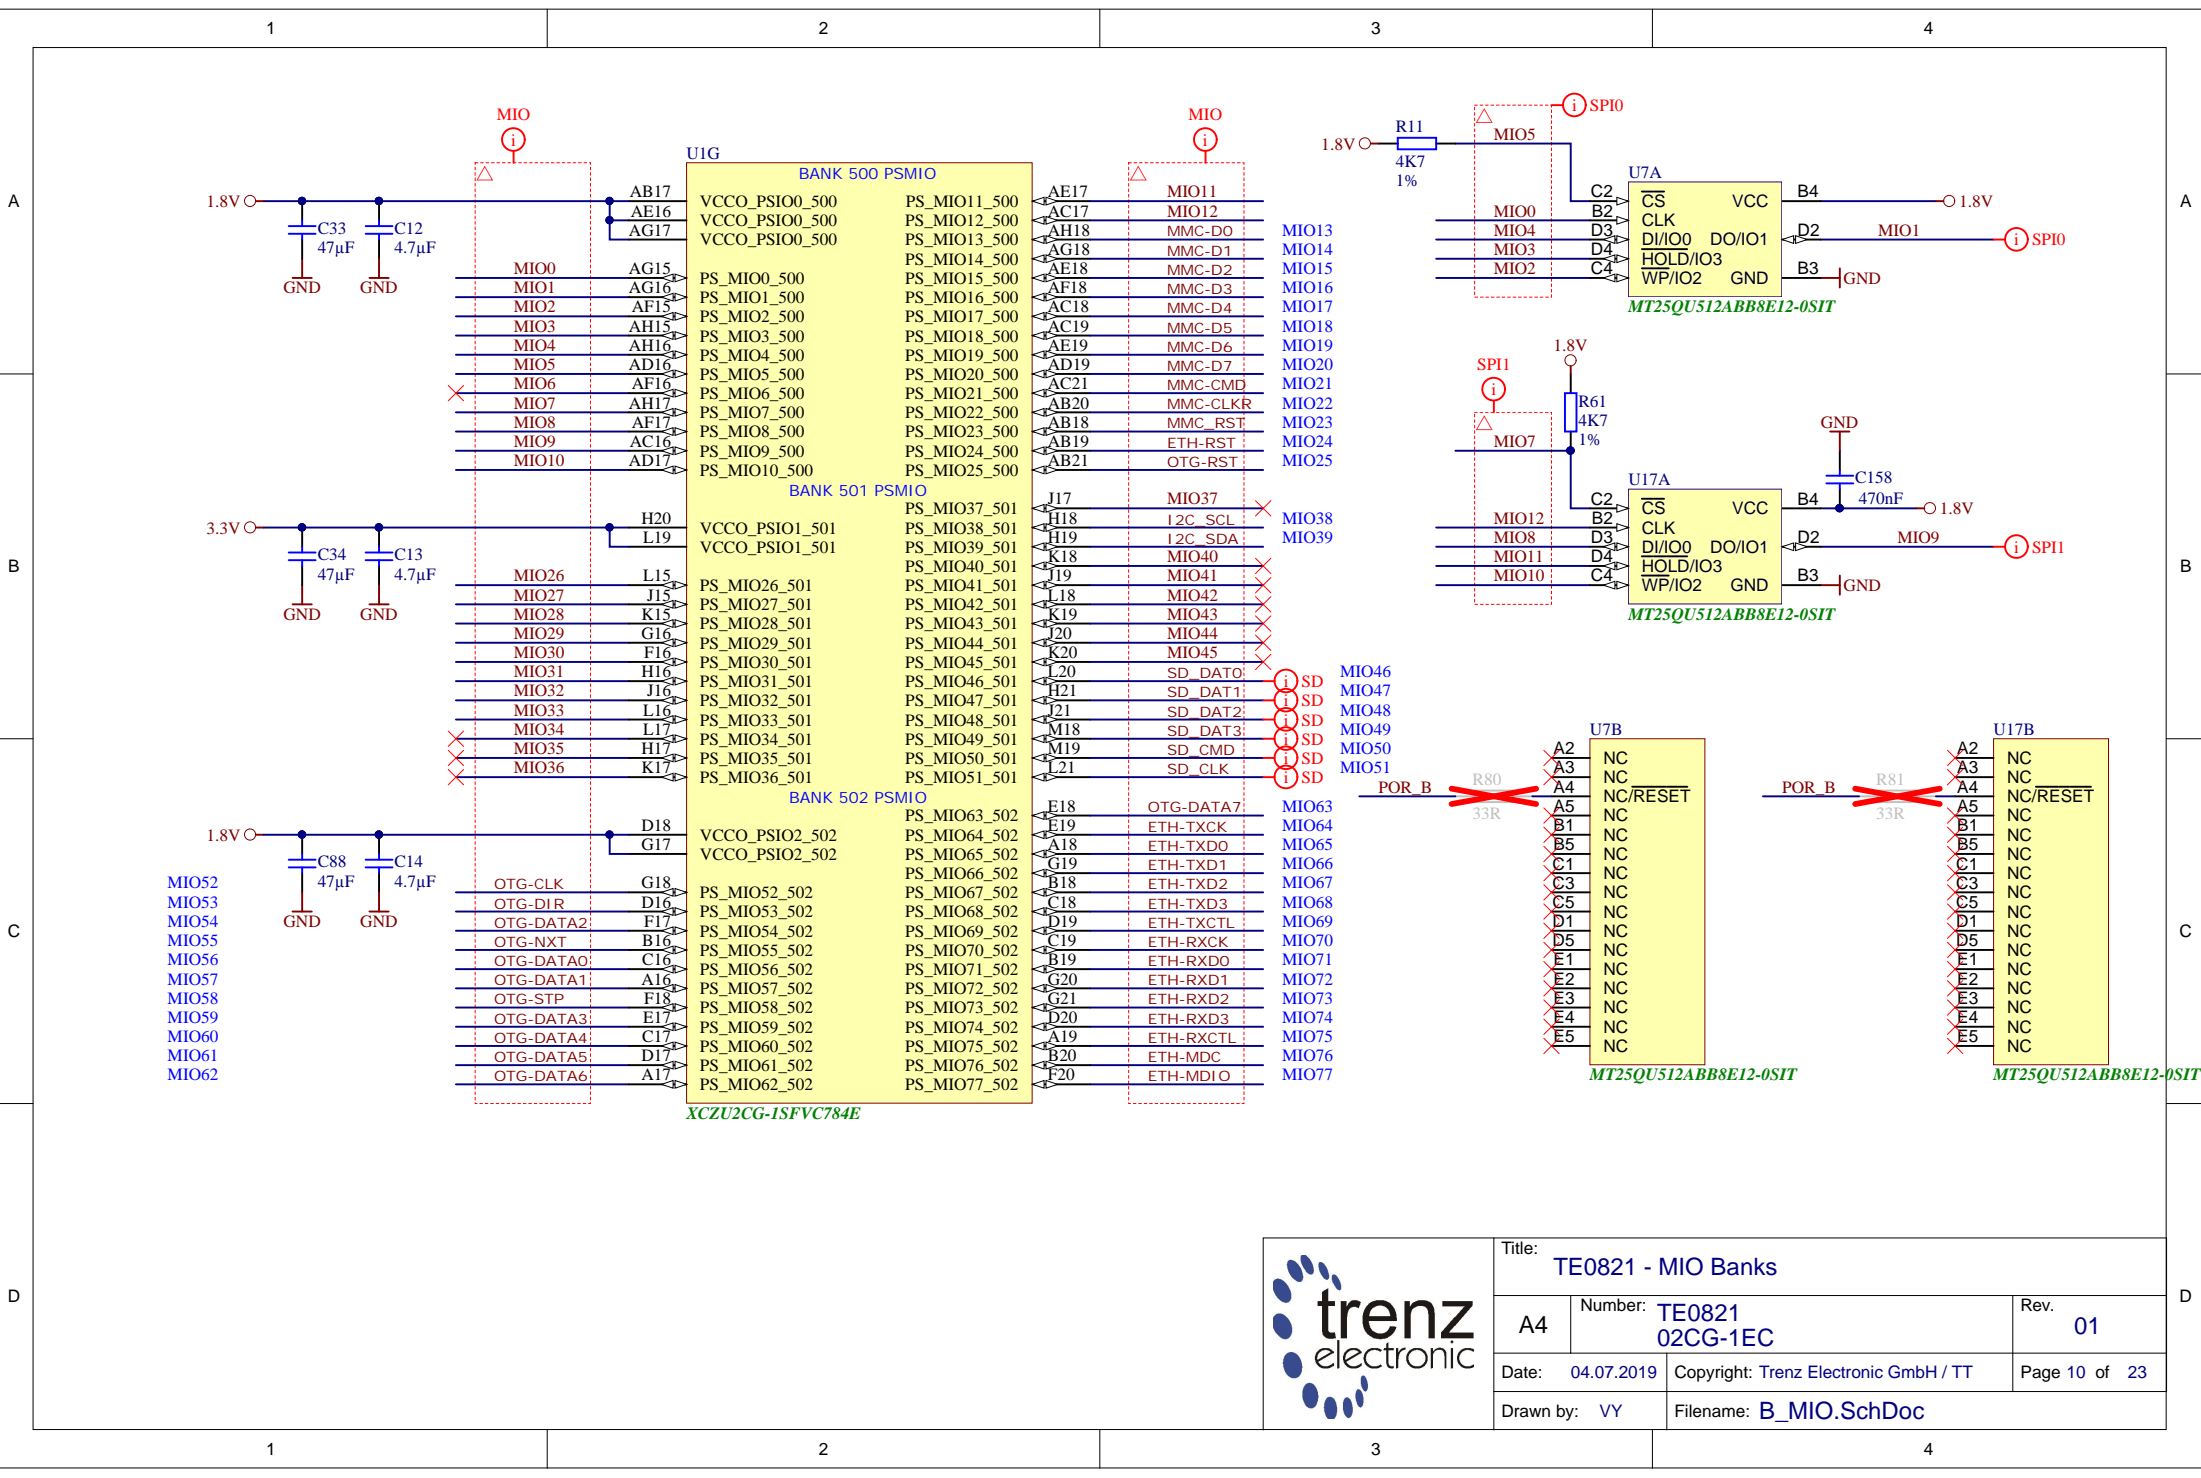 1 2 3 4
A A
B B
C C
D D
MIO
MIO
U1G
BANK 500 PSMIO
1.8V
C33
47µF
GND
C12
4.7µF
GND
AB17 VCCO_PSIO0_500
AE16 VCCO_PSIO0_500
AG17 VCCO_PSIO0_500
MIO0 AG15 PS_MIO0_500
MIO1 AG16 PS_MIO1_500
MIO2 AF15 PS_MIO2_500
MIO3 AH15 PS_MIO3_500
MIO4 AH16 PS_MIO4_500
MIO5 AD16 PS_MIO5_500
MIO6 AF16 PS_MIO6_500
MIO7 AH17 PS_MIO7_500
MIO8 AF17 PS_MIO8_500
MIO9 AC16 PS_MIO9_500
MIO10 AD17 PS_MIO10_500
PS_MIO11_500 AE17 MIO11
PS_MIO12_500 AC17 MIO12
PS_MIO13_500 AH18 MMC-D0 MIO13
PS_MIO14_500 AG18 MMC-D1 MIO14
PS_MIO15_500 AE18 MMC-D2 MIO15
PS_MIO16_500 AF18 MMC-D3 MIO16
PS_MIO17_500 AC18 MMC-D4 MIO17
PS_MIO18_500 AC19 MMC-D5 MIO18
PS_MIO19_500 AE19 MMC-D6 MIO19
PS_MIO20_500 AD19 MMC-D7 MIO20
PS_MIO21_500 AC21 MMC-CMD MIO21
PS_MIO22_500 AB20 MMC-CLKR MIO22
PS_MIO23_500 AB18 MMC_RST MIO23
PS_MIO24_500 AB19 ETH-RST MIO24
PS_MIO25_500 AB21 OTG-RST MIO25
BANK 501 PSMIO
3.3V
C34
47µF
GND
C13
4.7µF
GND
H20 VCCO_PSIO1_501
L19 VCCO_PSIO1_501
MIO26 L15 PS_MIO26_501
MIO27 J15 PS_MIO27_501
MIO28 K15 PS_MIO28_501
MIO29 G16 PS_MIO29_501
MIO30 F16 PS_MIO30_501
MIO31 H16 PS_MIO31_501
MIO32 J16 PS_MIO32_501
MIO33 L16 PS_MIO33_501
MIO34 L17 PS_MIO34_501
MIO35 H17 PS_MIO35_501
MIO36 K17 PS_MIO36_501
PS_MIO37_501 J17 MIO37
PS_MIO38_501 H18 I2C_SCL MIO38
PS_MIO39_501 H19 I2C_SDA MIO39
PS_MIO40_501 K18 MIO40
PS_MIO41_501 J19 MIO41
PS_MIO42_501 L18 MIO42
PS_MIO43_501 K19 MIO43
PS_MIO44_501 J20 MIO44
PS_MIO45_501 K20 MIO45
PS_MIO46_501 L20 SD_DAT0 i SD MIO46
PS_MIO47_501 H21 SD_DAT1 i SD MIO47
PS_MIO48_501 J21 SD_DAT2 i SD MIO48
PS_MIO49_501 M18 SD_DAT3 i SD MIO49
PS_MIO50_501 M19 SD_CMD i SD MIO50
PS_MIO51_501 L21 SD_CLK i SD MIO51
BANK 502 PSMIO
1.8V
C88
47µF
GND
C14
4.7µF
GND
D18 VCCO_PSIO2_502
G17 VCCO_PSIO2_502
MIO52 OTG-CLK G18 PS_MIO52_502
MIO53 OTG-DIR D16 PS_MIO53_502
MIO54 OTG-DATA2 F17 PS_MIO54_502
MIO55 OTG-NXT B16 PS_MIO55_502
MIO56 OTG-DATA0 C16 PS_MIO56_502
MIO57 OTG-DATA1 A16 PS_MIO57_502
MIO58 OTG-STP F18 PS_MIO58_502
MIO59 OTG-DATA3 E17 PS_MIO59_502
MIO60 OTG-DATA4 C17 PS_MIO60_502
MIO61 OTG-DATA5 D17 PS_MIO61_502
MIO62 OTG-DATA6 A17 PS_MIO62_502
PS_MIO63_502 E18 OTG-DATA7 MIO63
PS_MIO64_502 E19 ETH-TXCK MIO64
PS_MIO65_502 A18 ETH-TXD0 MIO65
PS_MIO66_502 G19 ETH-TXD1 MIO66
PS_MIO67_502 B18 ETH-TXD2 MIO67
PS_MIO68_502 C18 ETH-TXD3 MIO68
PS_MIO69_502 D19 ETH-TXCTL MIO69
PS_MIO70_502 C19 ETH-RXCK MIO70
PS_MIO71_502 B19 ETH-RXD0 MIO71
PS_MIO72_502 G20 ETH-RXD1 MIO72
PS_MIO73_502 G21 ETH-RXD2 MIO73
PS_MIO74_502 D20 ETH-RXD3 MIO74
PS_MIO75_502 A19 ETH-RXCTL MIO75
PS_MIO76_502 B20 ETH-MDC MIO76
PS_MIO77_502 F20 ETH-MDIO MIO77
XCZU2CG-1SFVC784E
i SPI0
1.8V R11 MIO5
4K7
1%
U7A
C2 CS VCC B4 1.8V
MIO0 B2 CLK
MIO4 D3 DI/IO0 DO/IO1 D2 MIO1 i SPI0
MIO3 D4 HOLD/IO3
MIO2 C4 WP/IO2 GND B3 GND
MT25QU512ABB8E12-0SIT
1.8V
SPI1
i
R61
4K7
1%
MIO7
GND
C158
470nF
U17A
C2 CS VCC B4 1.8V
MIO12 B2 CLK
MIO8 D3 DI/IO0 DO/IO1 D2 MIO9 i SPI1
MIO11 D4 HOLD/IO3
MIO10 C4 WP/IO2 GND B3 GND
MT25QU512ABB8E12-0SIT
U7B
A2 NC
A3 NC
POR_B R80 33R A4 NC/RESET
A5 NC
B1 NC
B5 NC
C1 NC
C3 NC
C5 NC
D1 NC
D5 NC
E1 NC
E2 NC
E3 NC
E4 NC
E5 NC
MT25QU512ABB8E12-0SIT
U17B
A2 NC
A3 NC
POR_B R81 33R A4 NC/RESET
A5 NC
B1 NC
B5 NC
C1 NC
C3 NC
C5 NC
D1 NC
D5 NC
E1 NC
E2 NC
E3 NC
E4 NC
E5 NC
MT25QU512ABB8E12-0SIT
trenz
electronic
Title: TE0821 - MIO Banks
A4
Number: TE0821
02CG-1EC
Rev. 01
Date: 04.07.2019
Copyright: Trenz Electronic GmbH / TT
Page 10 of 23
Drawn by: VY
Filename: B_MIO.SchDoc
1 2 3 4